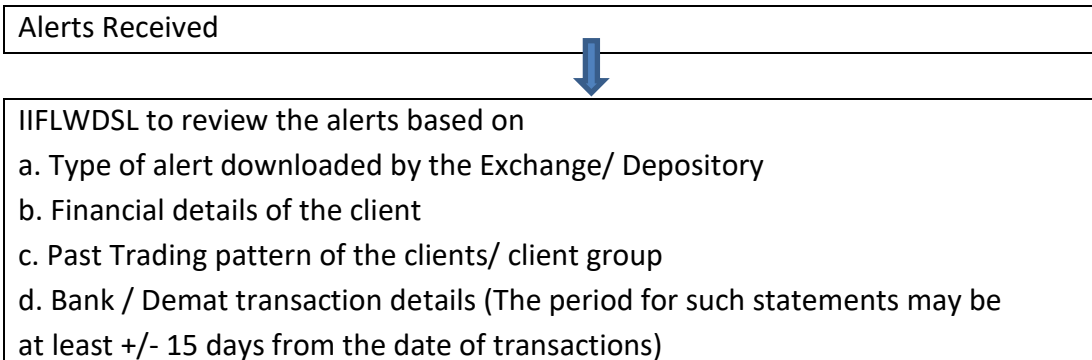 Alerts Received
IIFLWDSL to review the alerts based on
a. Type of alert downloaded by the Exchange/ Depository
b. Financial details of the client
c. Past Trading pattern of the clients/ client group
d. Bank / Demat transaction details (The period for such statements may be
at least +/- 15 days from the date of transactions)